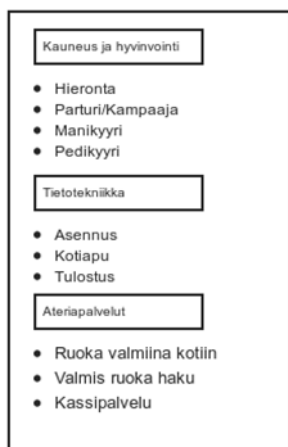 Kauneus ja hyvinvointi
• Hieronta
• Parturi/Kampaaja
• Manikyyri
• Pedikyyri
Tietotekniikka
• Asennus
• Kotiapu
• Tulostus
Ateriapalvelut
• Ruoka valmiina kotiin
• Valmis ruoka haku
• Kassipalvelu